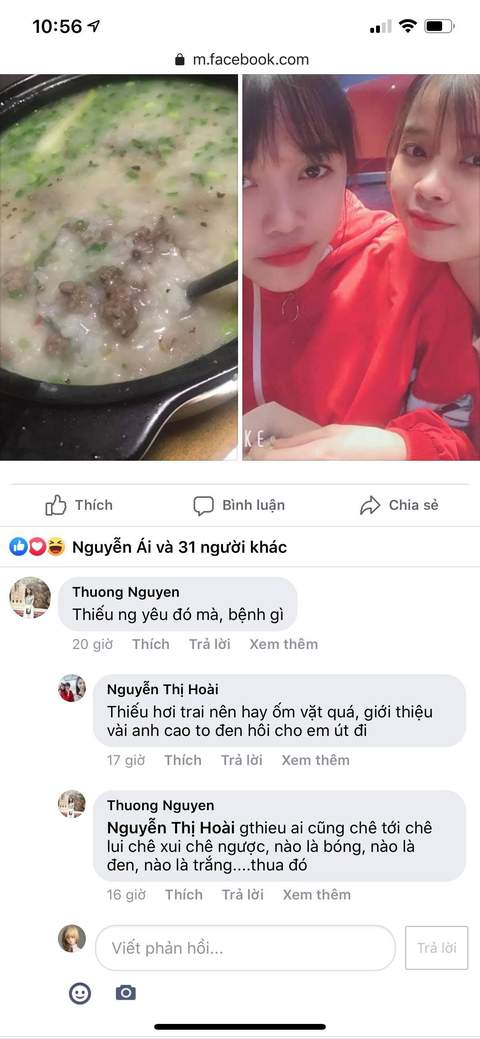 10:56
m.facebook.com
KE
Thích
Bình luận
Chia sẻ
Nguyễn Ái và 31 người khác
Thuong Nguyen
Thiếu ng yêu đó mà, bệnh gì
20 giờ Thích Trả lời Xem thêm
Nguyễn Thị Hoài
Thiếu hơi trai nên hay ốm vặt quá, giới thiệu
vài anh cao to đen hôi cho em út đi
17 giờ Thích Trả lời Xem thêm
Thuong Nguyen
Nguyễn Thị Hoài gthieu ai cũng chê tới chê
lui chê xui chê ngược, nào là bóng, nào là
đen, nào là trắng....thua đó
16 giờ Thích Trả lời Xem thêm
Viết phản hồi...
Trả lời